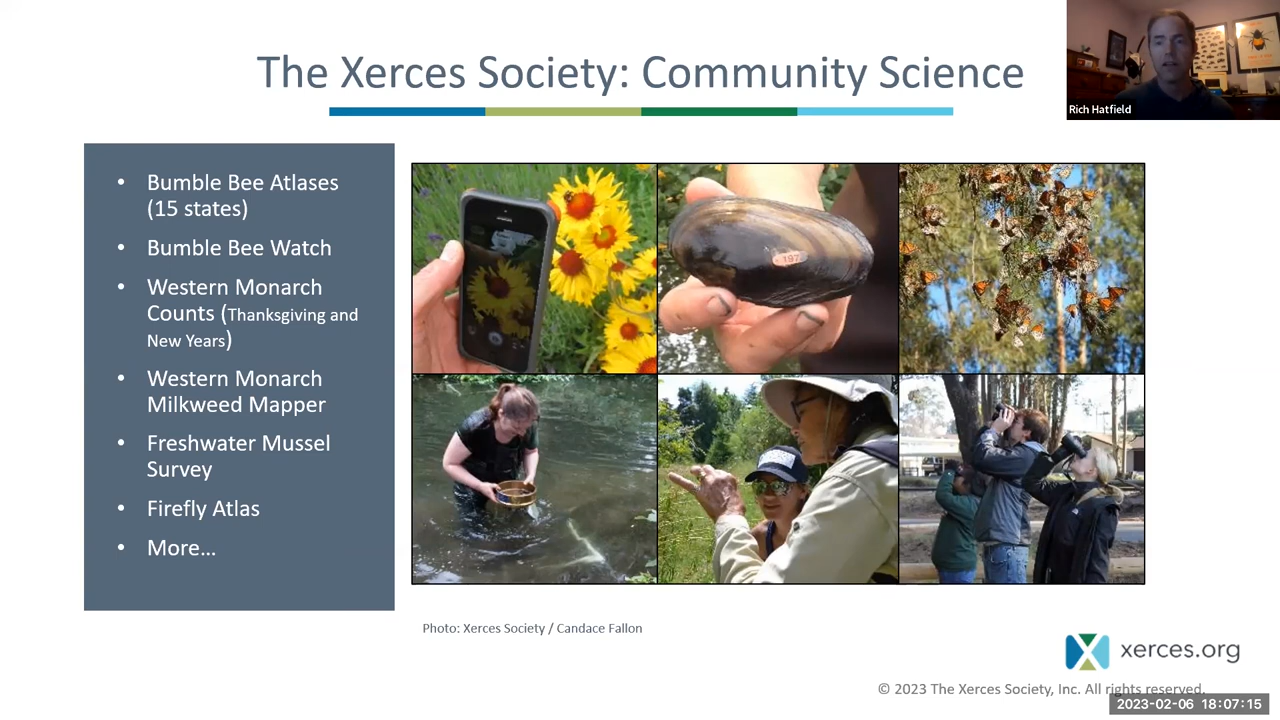 The Xerces Society: Community Science
Rich Hatfield
• Bumble Bee Atlases
(15 states)
• Bumble Bee Watch
• Western Monarch
Counts (Thanksgiving and
New Years)
• Western Monarch
Milkweed Mapper
• Freshwater Mussel
Survey
• Firefly Atlas
• More...
197
Photo: Xerces Society / Candace Fallon
xerces.org
© 2023 The Xerces Society, Inc. All rights reserved.
2023-02-06 18:07:15